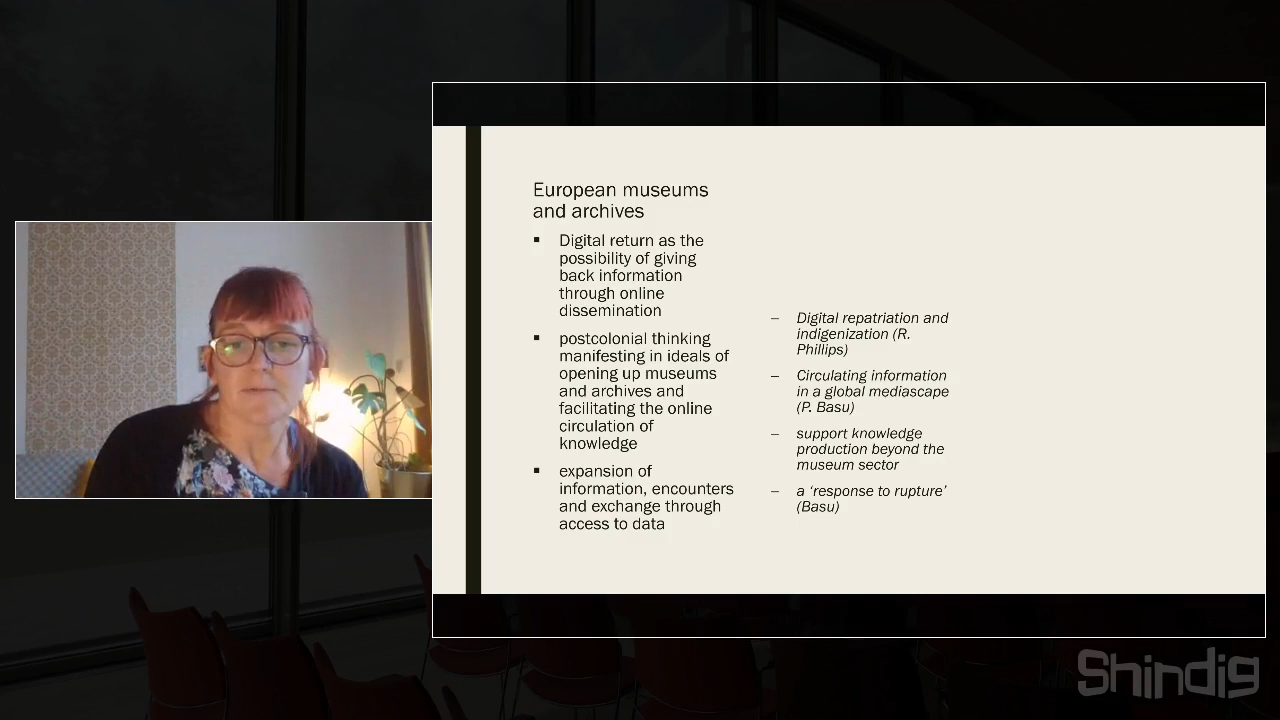 European museums
and archives
▪ Digital return as the
possibility of giving
back information
through online
dissemination
▪ postcolonial thinking
manifesting in ideals of
opening up museums
and archives and
facilitating the online
circulation of
knowledge
▪ expansion of
information, encounters
and exchange through
access to data
– Digital repatriation and
indigenization (R.
Phillips)
– Circulating information
in a global mediascape
(P. Basu)
– support knowledge
production beyond the
museum sector
– a ‘response to rupture’
(Basu)
Shindig